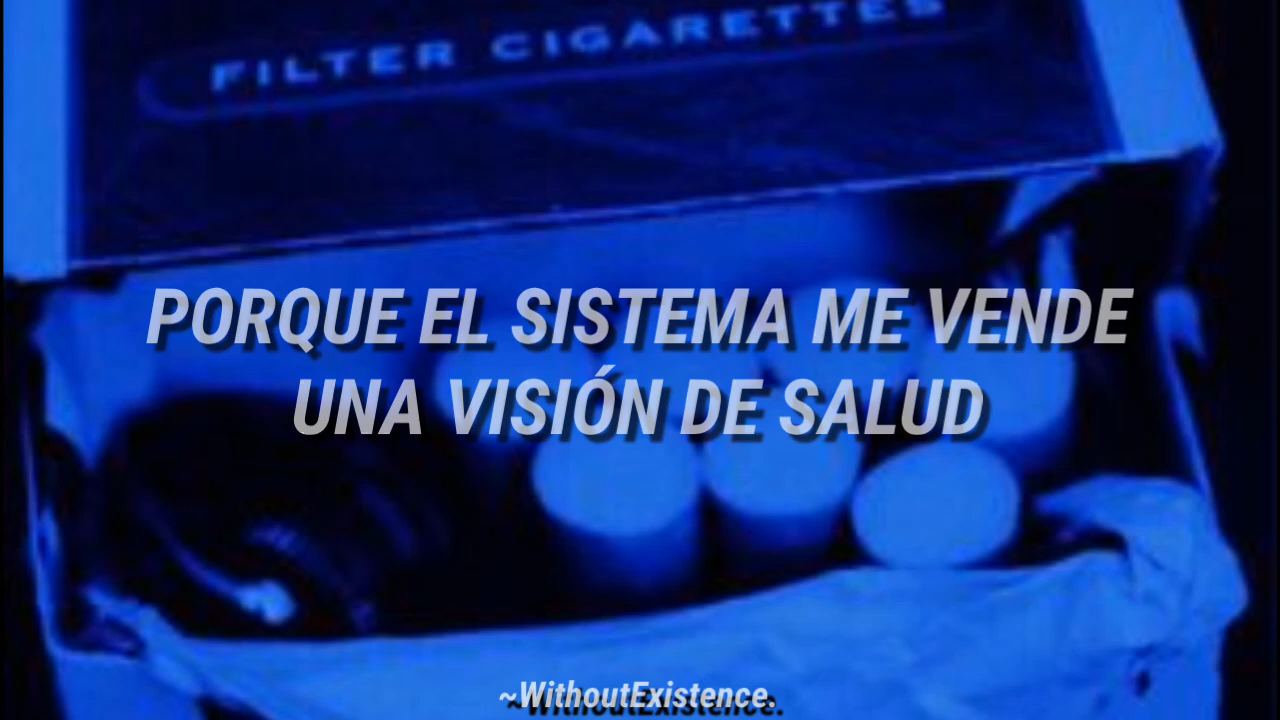 FILTER CIGARETTES
PORQUE EL SISTEMA ME VENDE
UNA VISIÓN DE SALUD
~WithoutExistence.